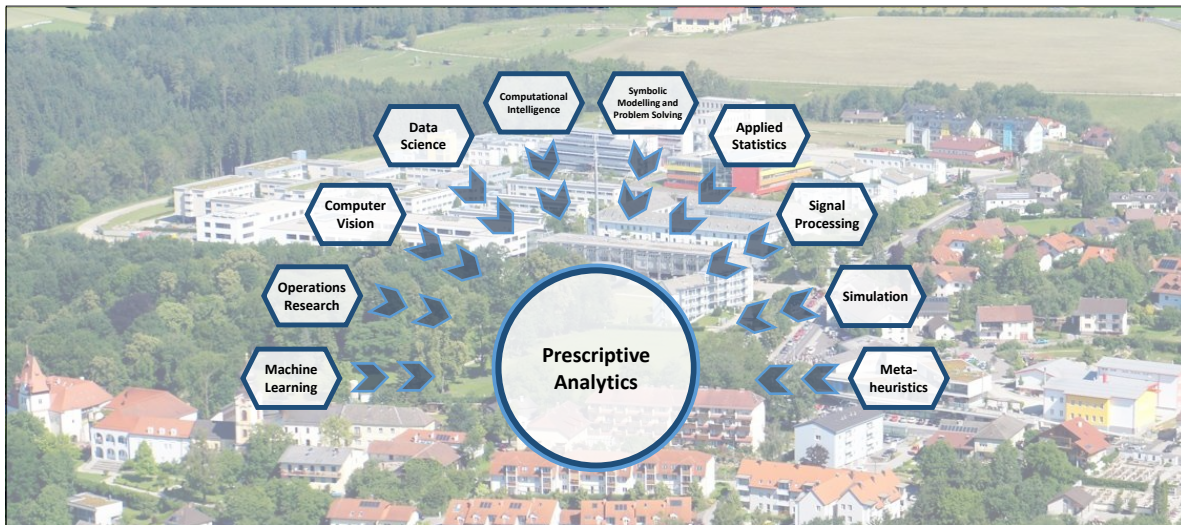 Computational
Intelligence
Symbolic
Modelling and
Problem Solving
Data
Science
Applied
Statistics
Computer
Vision
Signal
Processing
Operations
Research
Simulation
Machine
Learning
Meta-
heuristics
Prescriptive
Analytics